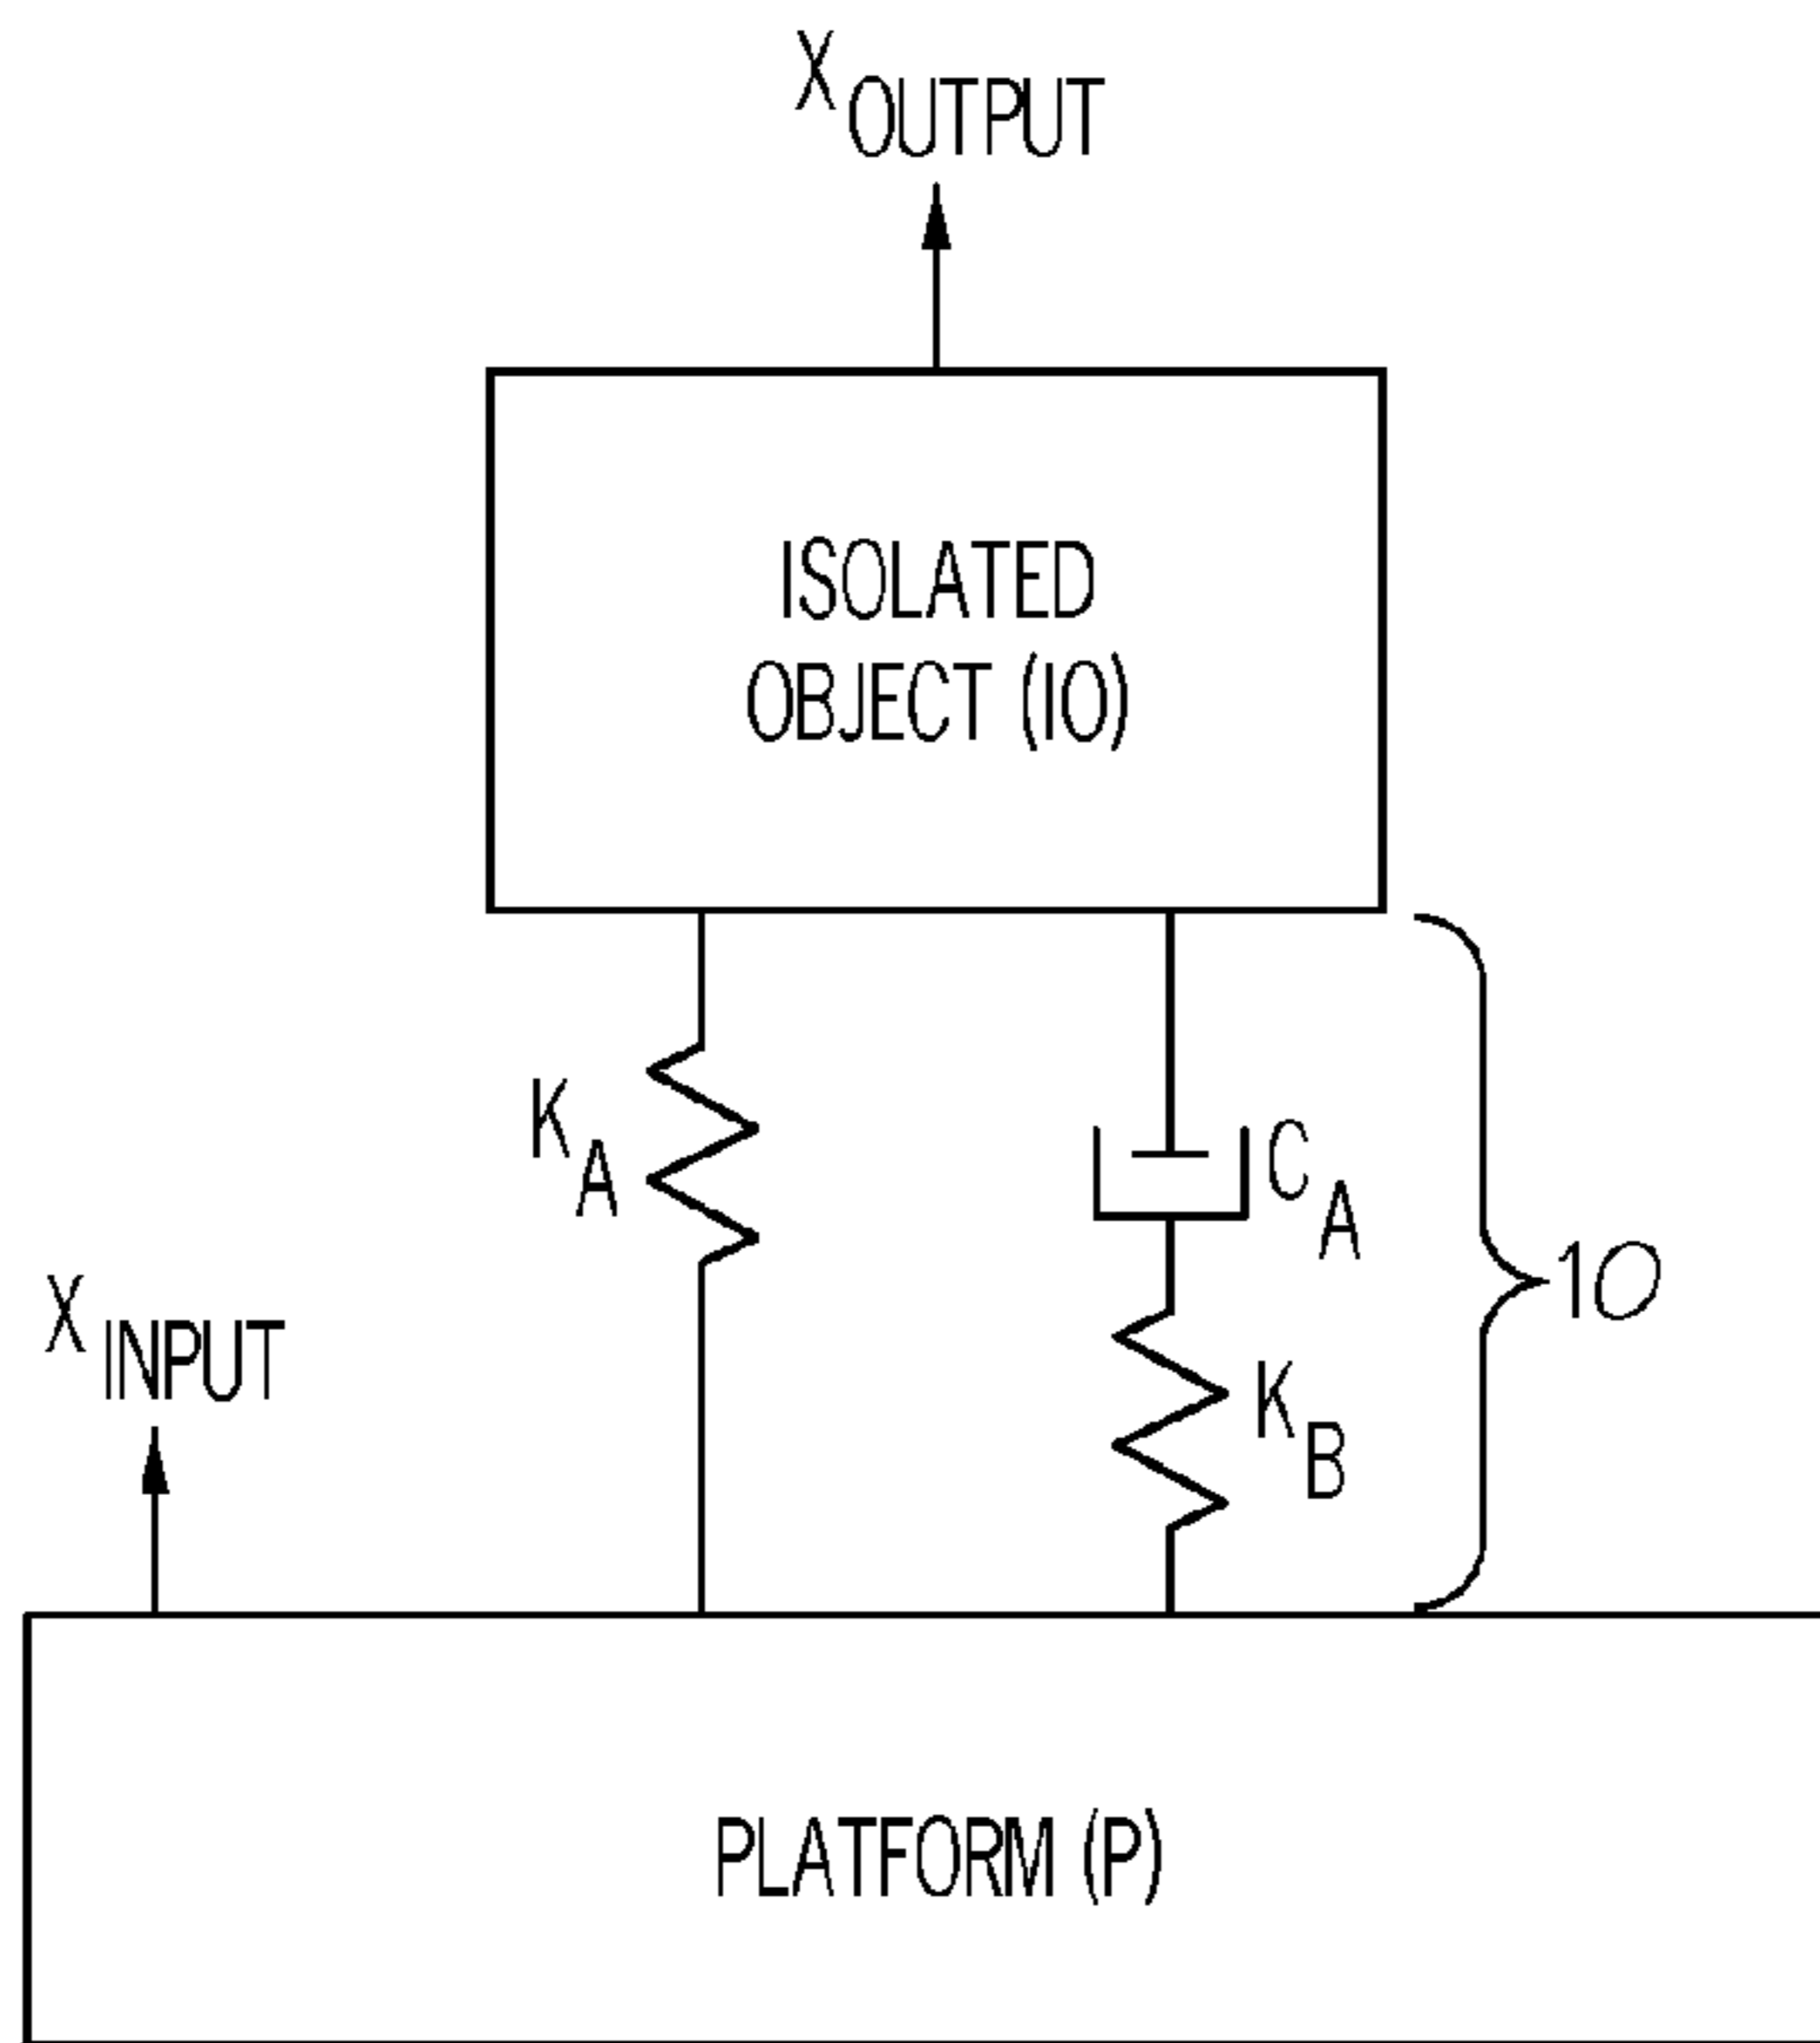 X OUTPUT
ISOLATED
OBJECT (IO)
K A
C A
X INPUT
10
K B
PLATFORM (P)